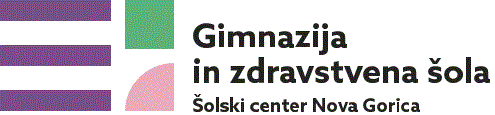 Gimnazija
in zdravstvena šola
Šolski center Nova Gorica